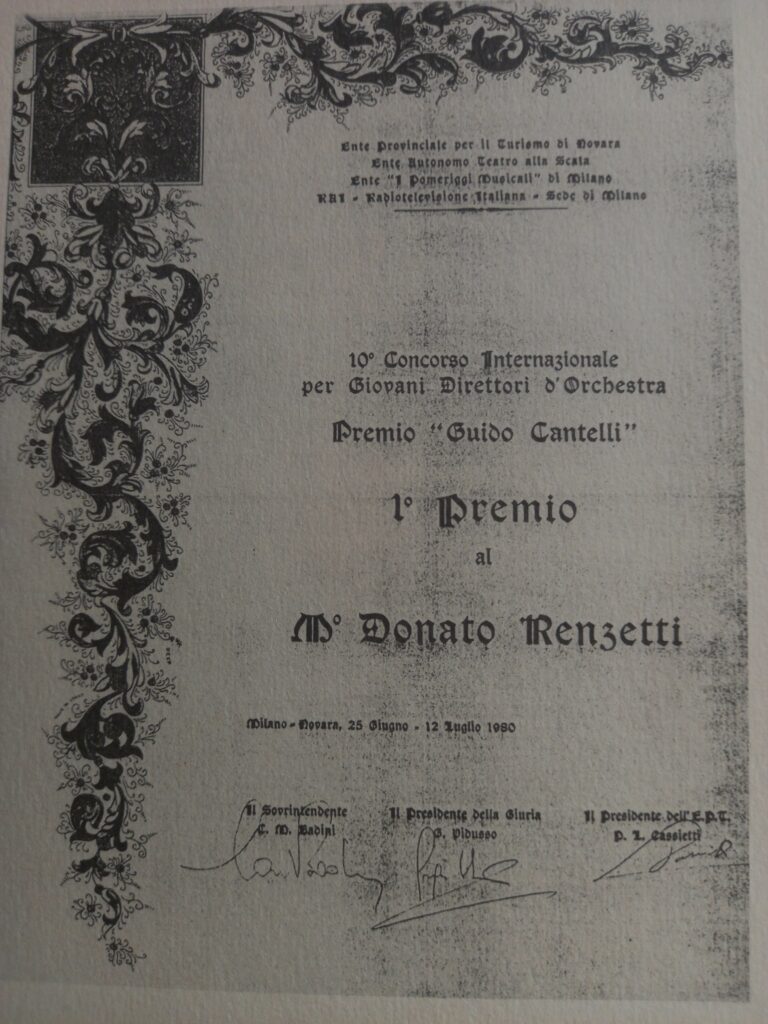 Ente Provinciale per il Turismo di Novara
Ente Autonomo Teatro alla Scala
Ente "I Pomeriggi Musicali" di Milano
RAI - Radiotelevisione Italiana - Sede di Milano
10° Concorso Internazionale
per Giovani Direttori d'Orchestra
Premio "Guido Cantelli"
1° Premio
al
M° Donato Renzetti
Milano - Novara, 25 Giugno - 12 Luglio 1980
Il Sovrintendente
C. M. Badini
Il Presidente della Giuria
G. Vidusso
Il Presidente dell'E.P.T.
P. L. Cassietti